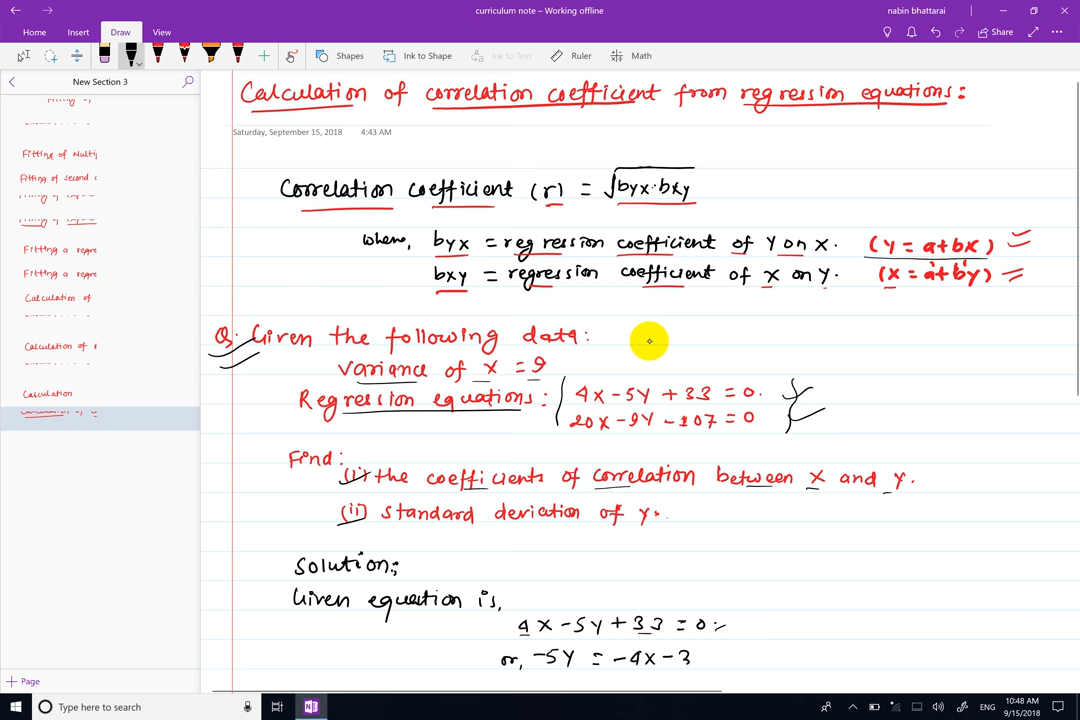 curriculum note – Working offline
nabin bhattarai
Home Insert Draw View
Share
Shapes
Ink to Shape
Ink to Text
Ruler
Math
New Section 3
Fitting of
Fitting of Multip
Fitting of second
Fitting a regre
Fitting a regre
Calculation of
Calculation of
Calculation
Calculation of correlation coefficient from regression equations:
Saturday, September 15, 2018 4:43 AM
Correlation coefficient (r) = √byx.bxy
where, byx = regression coefficient of Y on X. (Y = a+bX)
bxy = regression coefficient of X on Y. (X = a'+b'Y)
Q. Given the following data:
Variance of X = 9
Regression equations: 4X - 5Y + 33 = 0.
20X - 9Y - 107 = 0
Find:
(i) the coefficients of correlation between X and Y.
(ii) standard deviation of Y.
Solution:
Given equation is,
4X - 5Y + 33 = 0
or, -5Y = -4X - 3
+ Page
Type here to search
ENG
10:48 AM
9/15/2018